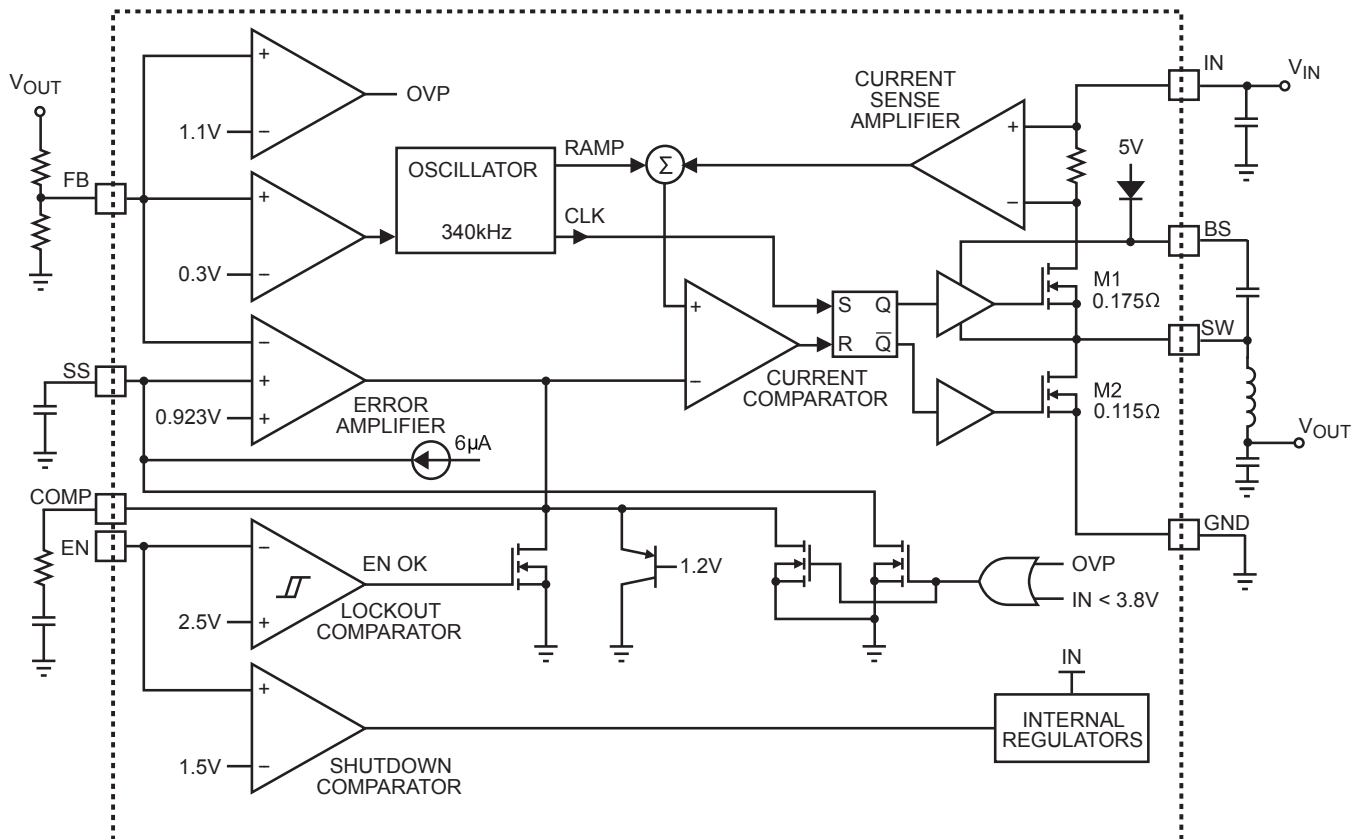 IN
VIN
CURRENT
SENSE
AMPLIFIER
VOUT
+
OVP
1.1V
−
5V
RAMP
Σ
+
−
OSCILLATOR
340kHz
FB
+
CLK
0.3V
−
BS
M1
0.175Ω
S Q
R Q̅
+
−
CURRENT
COMPARATOR
SW
−
SS
+
0.923V
+
ERROR
AMPLIFIER
6µA
M2
0.115Ω
VOUT
COMP
EN
−
EN OK
2.5V
+
LOCKOUT
COMPARATOR
1.2V
OVP
IN < 3.8V
GND
+
1.5V
−
SHUTDOWN
COMPARATOR
IN
INTERNAL
REGULATORS